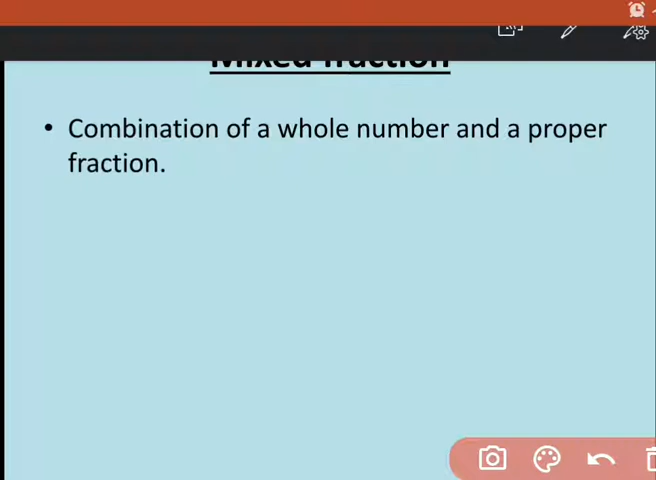 Mixed fraction
• Combination of a whole number and a proper
fraction.